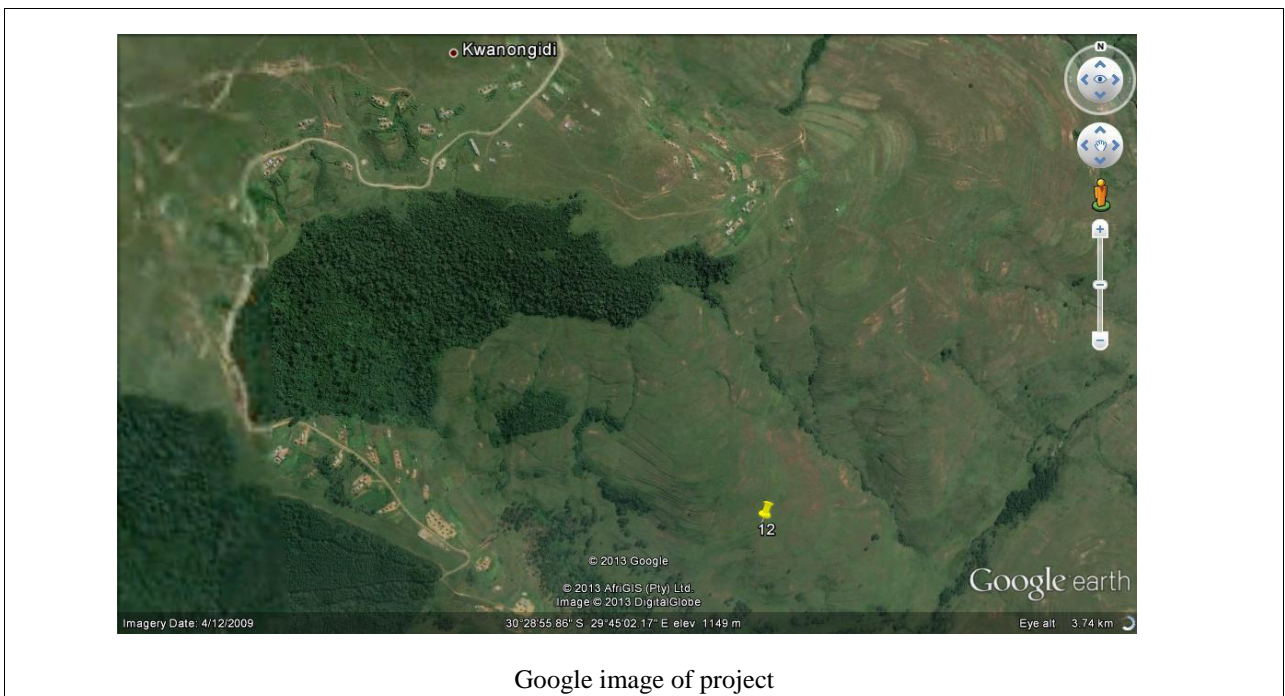 Kwanongidi
N
12
© 2013 Google
© 2013 AfriGIS (Pty) Ltd.
Image © 2013 DigitalGlobe
Google earth
Imagery Date: 4/12/2009 30°28'55.86" S 29°45'02.17" E elev 1149 m Eye alt 3.74 km
Google image of project